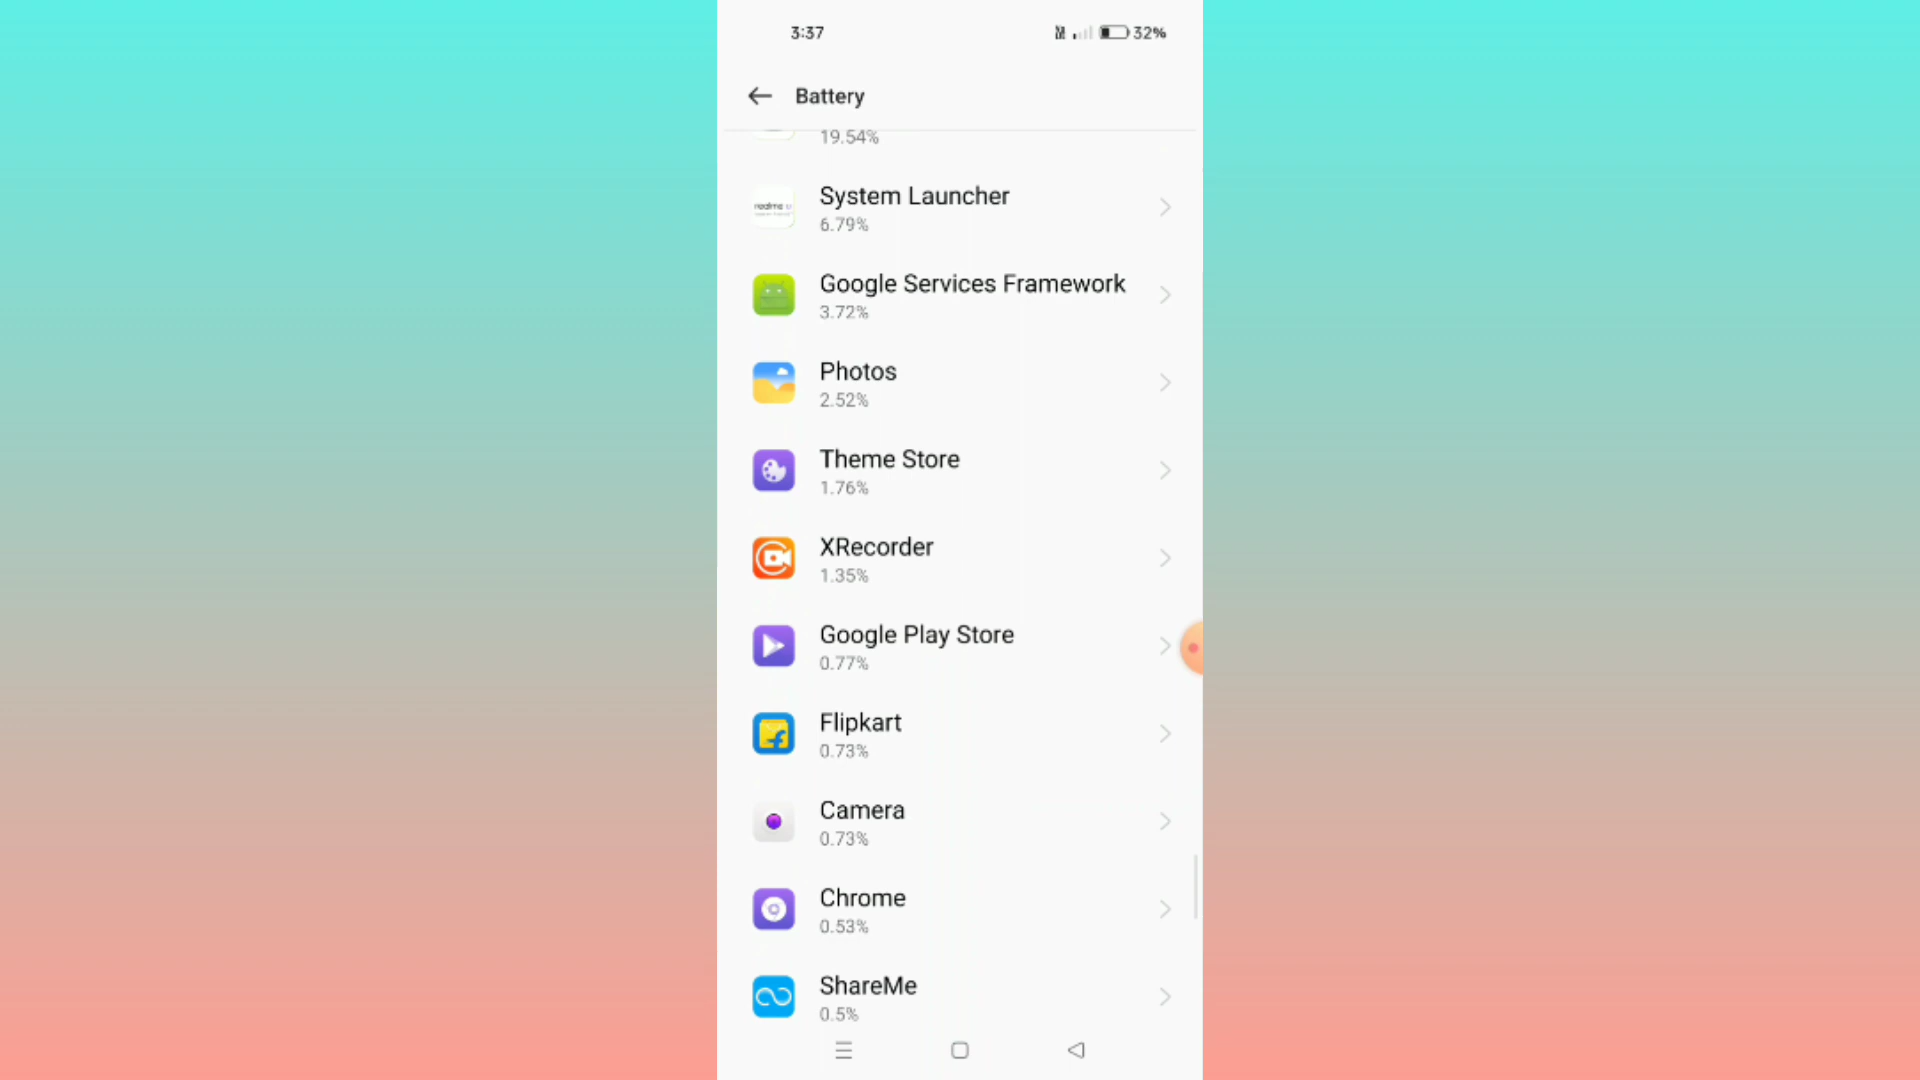 3:37
32%
Battery
19.54%
System Launcher
6.79%
Google Services Framework
3.72%
Photos
2.52%
Theme Store
1.76%
XRecorder
1.35%
Google Play Store
0.77%
Flipkart
0.73%
Camera
0.73%
Chrome
0.53%
ShareMe
0.5%